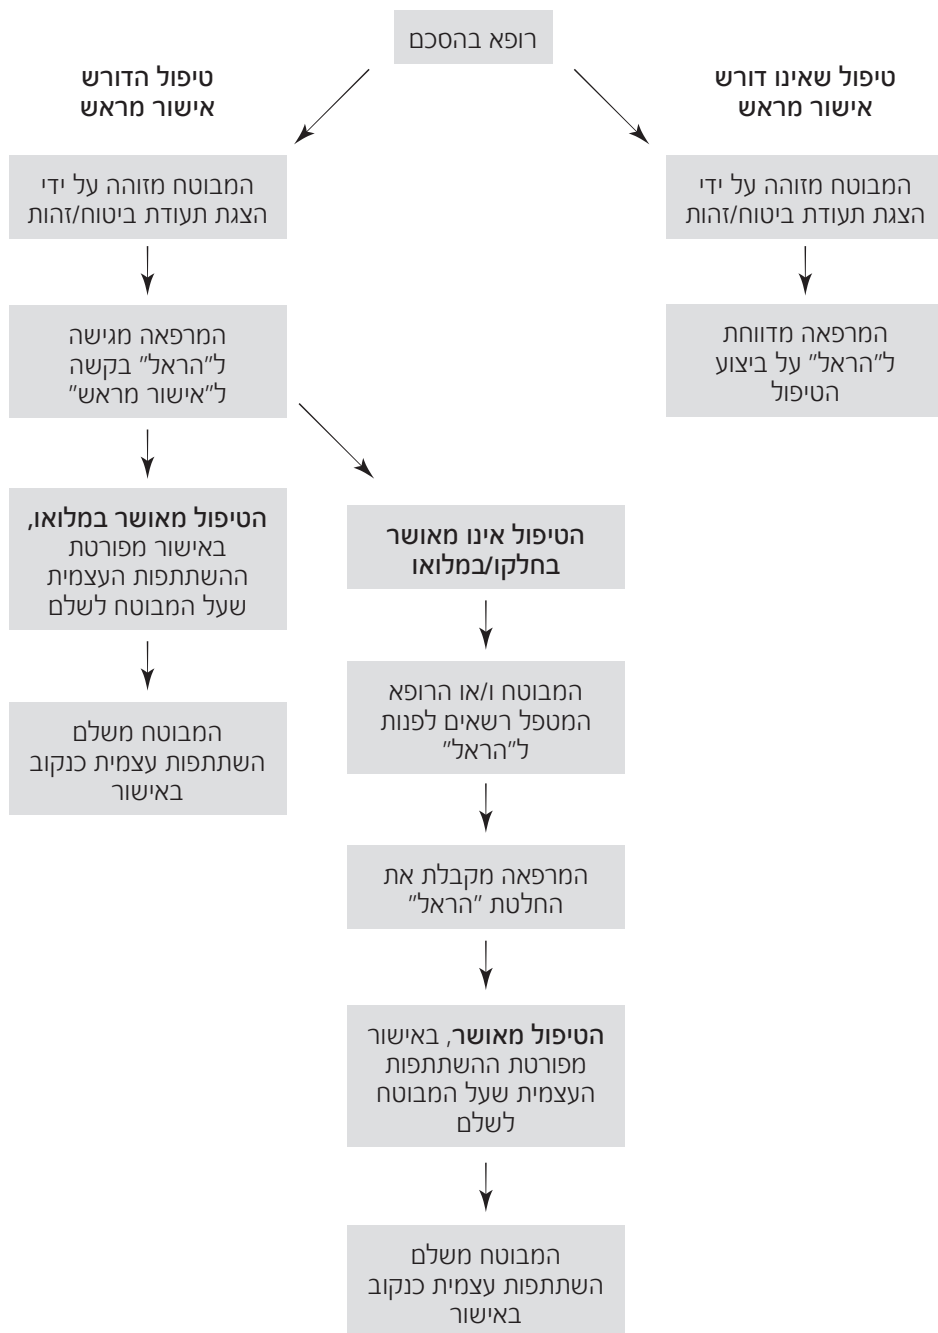 רופא בהסכם
טיפול שאינו דורש
אישור מראש
המבוטח מזוהה על ידי
הצגת תעודת ביטוח/זהות
המרפאה מדווחת
ל"הראל" על ביצוע
הטיפול
טיפול הדורש
אישור מראש
המבוטח מזוהה על ידי
הצגת תעודת ביטוח/זהות
המרפאה מגישה
ל"הראל" בקשה
ל"אישור מראש"
הטיפול מאושר במלואו,
באישור מפורטת
ההשתתפות העצמית
שעל המבוטח לשלם
המבוטח משלם
השתתפות עצמית כנקוב
באישור
הטיפול אינו מאושר
בחלקו/במלואו
המבוטח ו/או הרופא
המטפל רשאים לפנות
ל"הראל"
המרפאה מקבלת את
החלטת "הראל"
הטיפול מאושר, באישור
מפורטת ההשתתפות
העצמית שעל המבוטח
לשלם
המבוטח משלם
השתתפות עצמית כנקוב
באישור